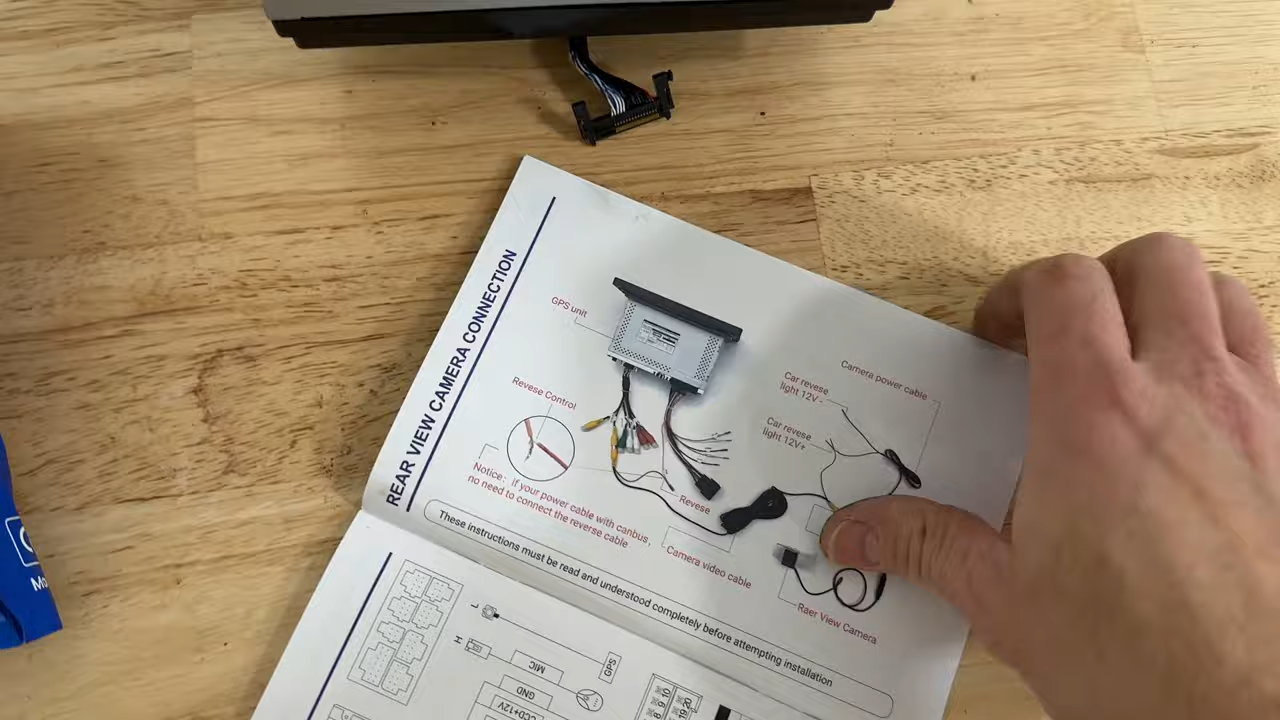 REAR VIEW CAMERA CONNECTION
GPS unit
Revese Control
Car revese
light 12V-
Camera power cable
Car revese
light 12V+
Notice: if your power cable with canbus,
no need to connect the reverse cable
Revese
Camera video cable
Raer View Camera
These instructions must be read and understood completely before attempting installation
L
H
MIC
GPS
GND